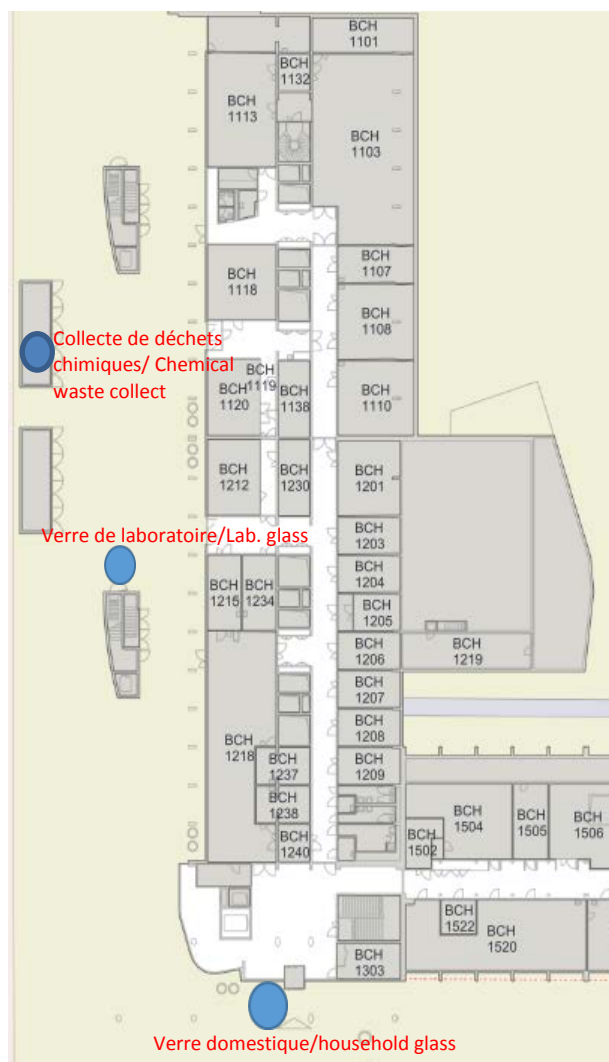 BCH
1101
BCH
1132
BCH
1113
BCH
1103
BCH
1107
BCH
1118
BCH
1108
Collecte de déchets
chimiques/ Chemical
waste collect
BCH
1119
BCH
1120
BCH
1138
BCH
1110
BCH
1212
BCH
1230
BCH
1201
Verre de laboratoire/Lab. glass
BCH
1203
BCH
1204
BCH
1215
BCH
1234
BCH
1205
BCH
1206
BCH
1219
BCH
1207
BCH
1208
BCH
1218
BCH
1237
BCH
1209
BCH
1238
BCH
1240
BCH
1502
BCH
1504
BCH
1505
BCH
1506
BCH
1522
BCH
1520
BCH
1303
Verre domestique/household glass